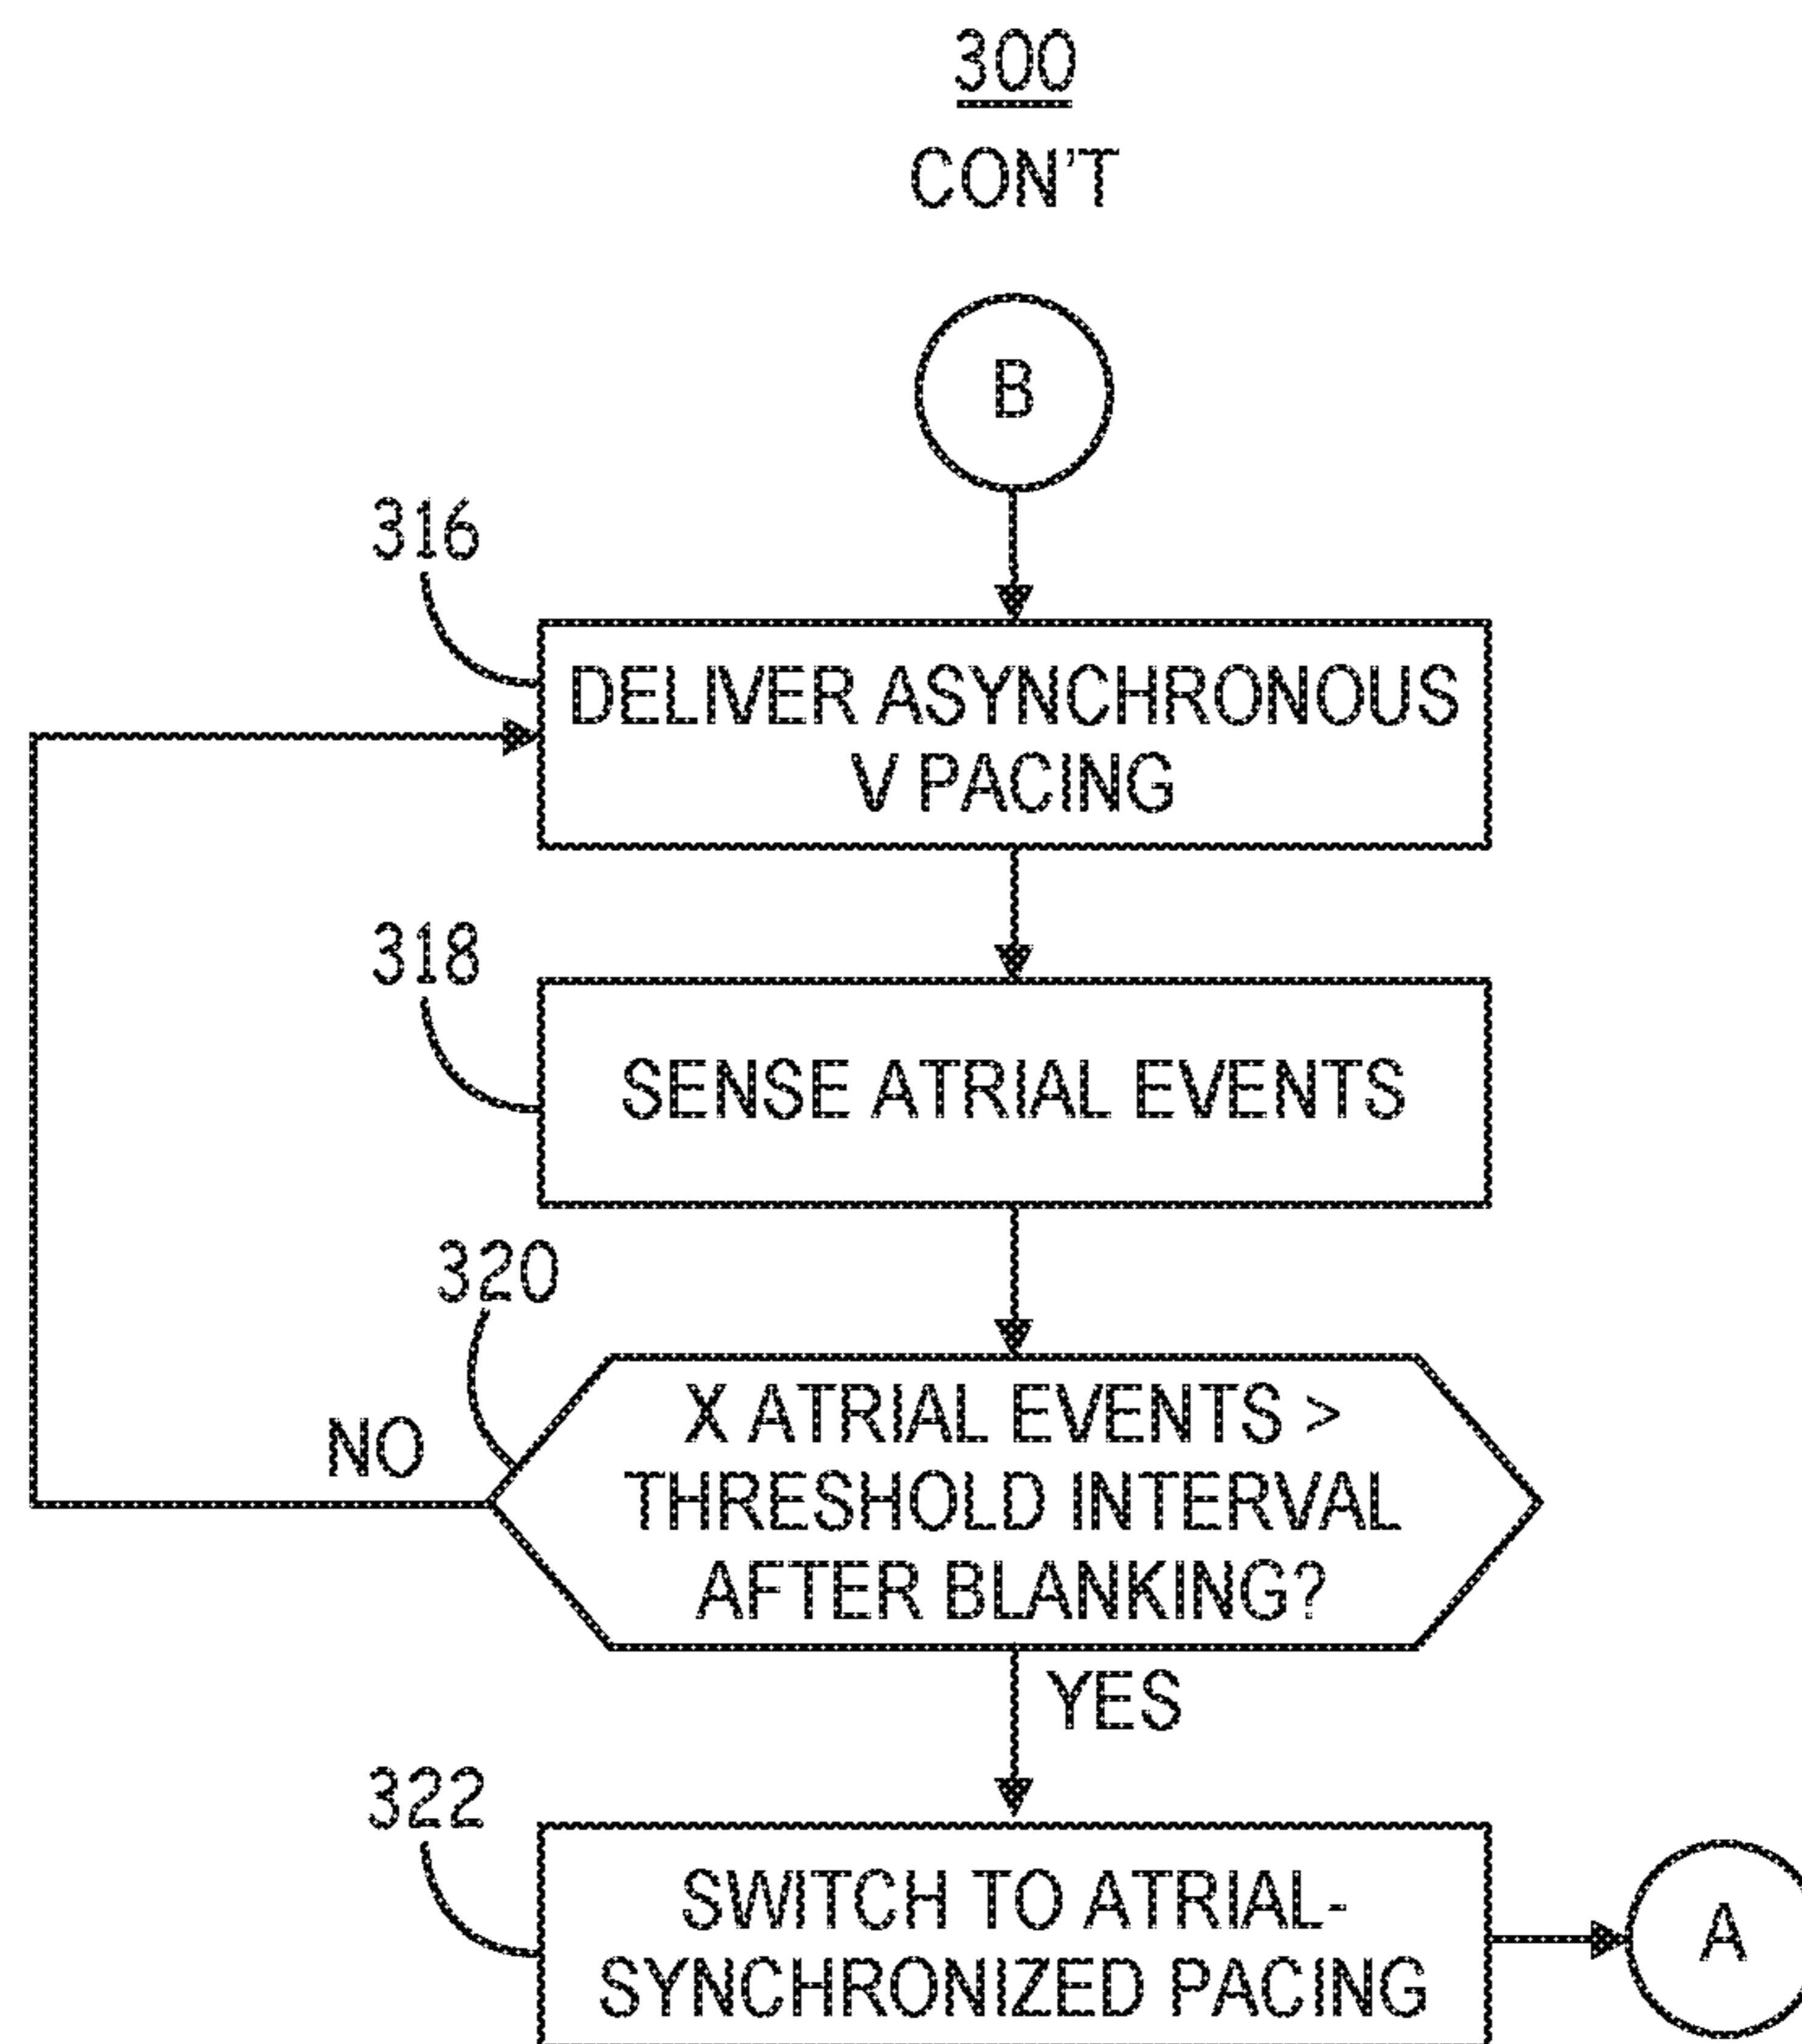 300
CON'T
B
316
DELIVER ASYNCHRONOUS
V PACING
318
SENSE ATRIAL EVENTS
320
NO
X ATRIAL EVENTS >
THRESHOLD INTERVAL
AFTER BLANKING?
YES
322
SWITCH TO ATRIAL-
SYNCHRONIZED PACING
A